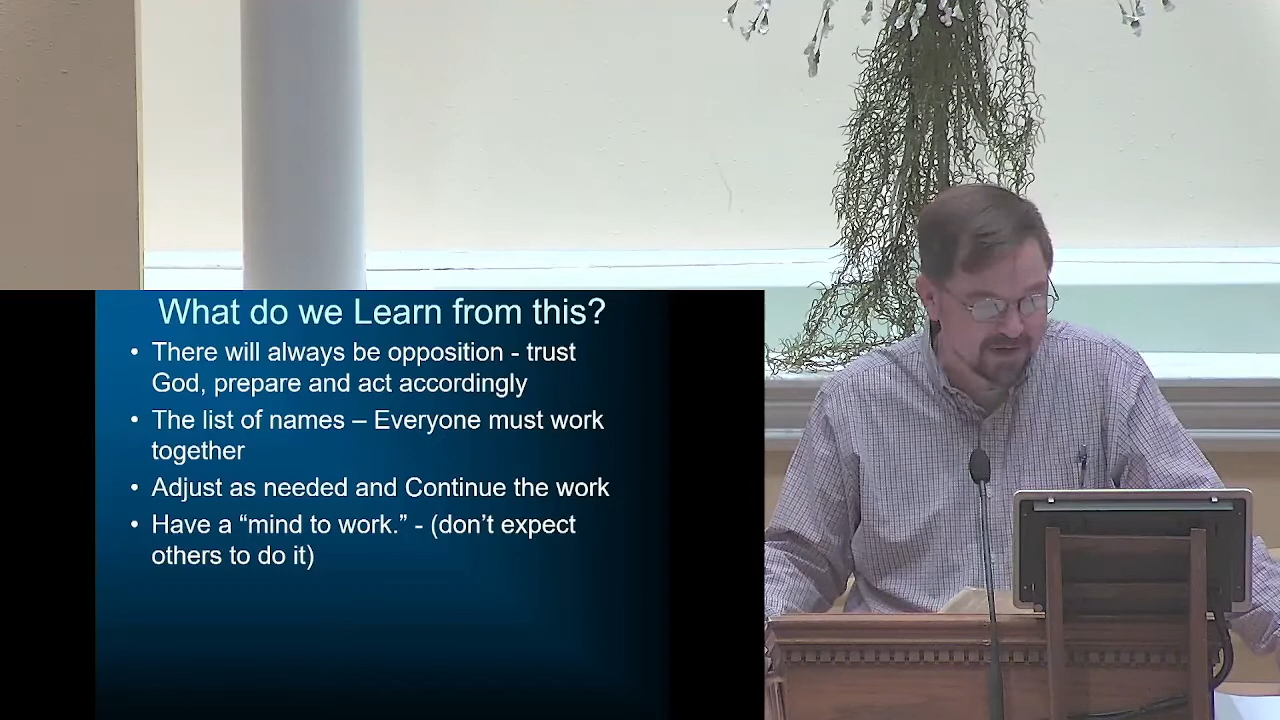 What do we Learn from this?
• There will always be opposition - trust
God, prepare and act accordingly
• The list of names – Everyone must work
together
• Adjust as needed and Continue the work
• Have a “mind to work.” - (don’t expect
others to do it)